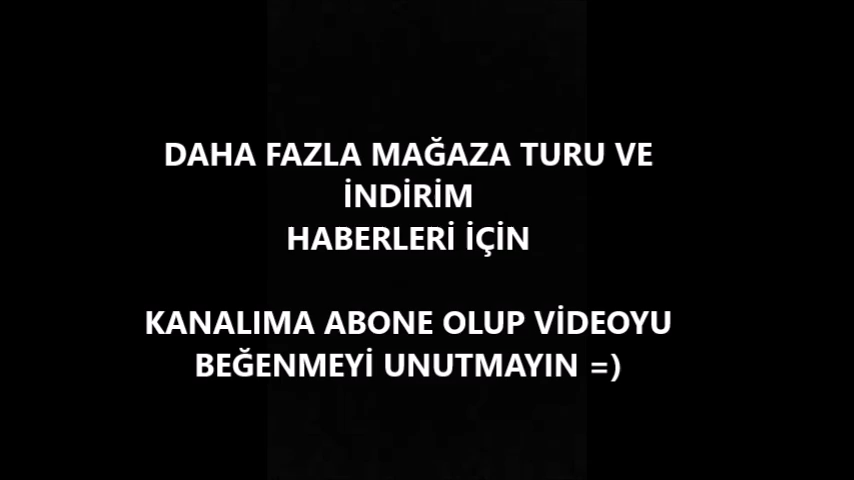 DAHA FAZLA MAĞAZA TURU VE
İNDİRİM
HABERLERİ İÇİN
KANALIMA ABONE OLUP VİDEOYU
BEĞENMEYİ UNUTMAYIN =)